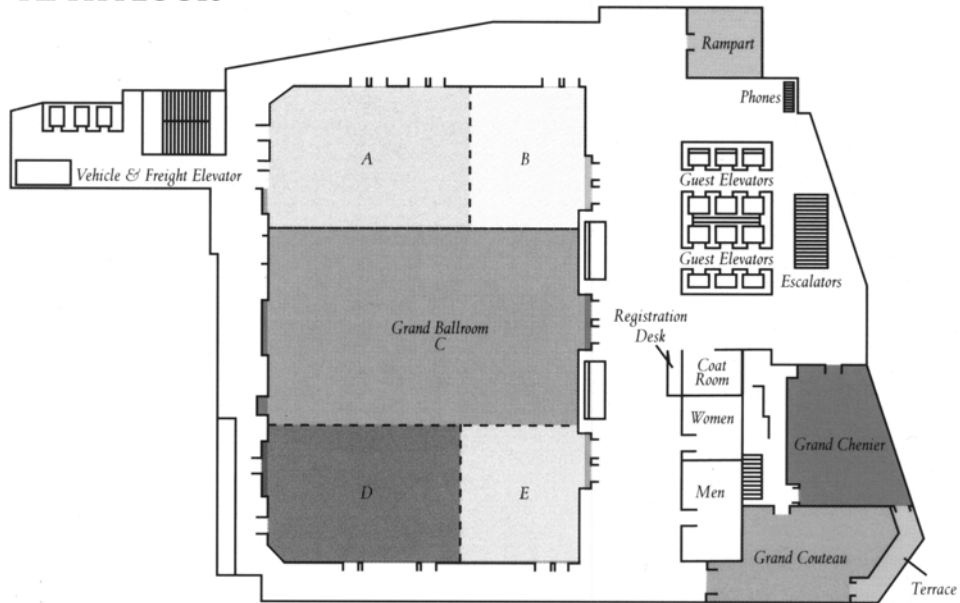 Rampart
Phones
A
B
Vehicle & Freight Elevator
Guest Elevators
Guest Elevators
Escalators
Grand Ballroom
C
Registration
Desk
Coat
Room
Women
Grand Chenier
D
E
Men
Grand Couteau
Terrace